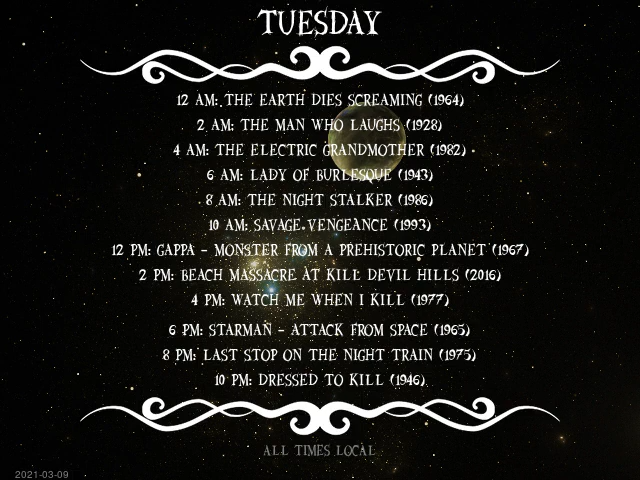 TUESDAY
12 AM: THE EARTH DIES SCREAMING (1964)
2 AM: THE MAN WHO LAUGHS (1928)
4 AM: THE ELECTRIC GRANDMOTHER (1982)
6 AM: LADY OF BURLESQUE (1943)
8 AM: THE NIGHT STALKER (1986)
10 AM: SAVAGE VENGEANCE (1993)
12 PM: GAPPA - MONSTER FROM A PREHISTORIC PLANET (1967)
2 PM: BEACH MASSACRE AT KILL DEVIL HILLS (2016)
4 PM: WATCH ME WHEN I KILL (1977)
6 PM: STARMAN - ATTACK FROM SPACE (1965)
8 PM: LAST STOP ON THE NIGHT TRAIN (1975)
10 PM: DRESSED TO KILL (1946)
ALL TIMES LOCAL
2021-03-09